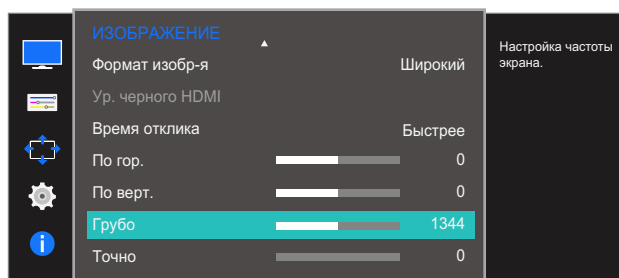 ИЗОБРАЖЕНИЕ
Формат изобр-я Широкий
Ур. черного HDMI
Время отклика Быстрее
По гор. 0
По верт. 0
Грубо 1344
Точно 0
Настройка частоты
экрана.